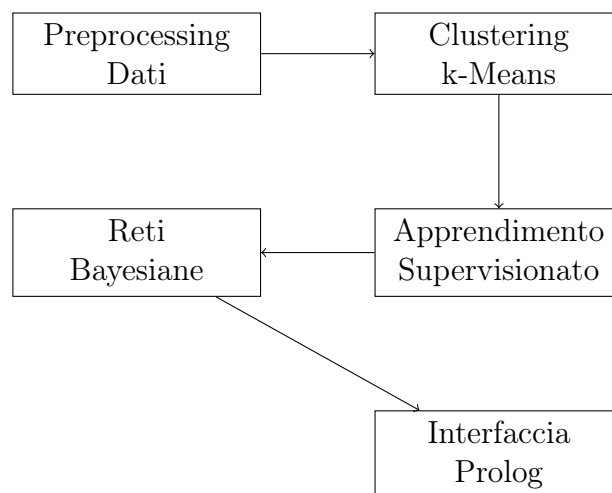 Preprocessing
Dati
Clustering
k-Means
Reti
Bayesiane
Apprendimento
Supervisionato
Interfaccia
Prolog